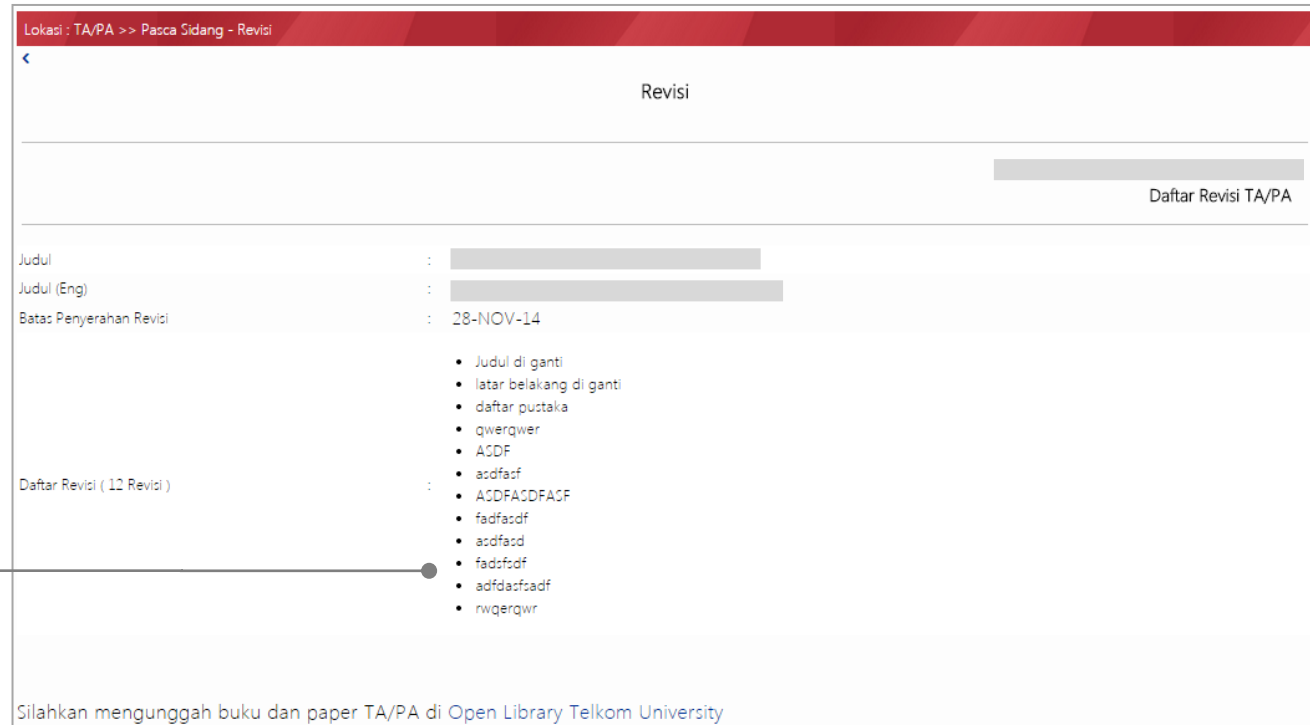 Lokasi : TA/PA >> Pasca Sidang - Revisi
Revisi
Daftar Revisi TA/PA
Judul :
Judul (Eng) :
Batas Penyerahan Revisi : 28-NOV-14
Daftar Revisi ( 12 Revisi ) :
• Judul di ganti
• latar belakang di ganti
• daftar pustaka
• qwerqwer
• ASDF
• asdfasf
• ASDFASDFASF
• fadfasdf
• asdfasd
• fadsfsdf
• adfdasfsadf
• rwqerqwr
Silahkan mengunggah buku dan paper TA/PA di Open Library Telkom University